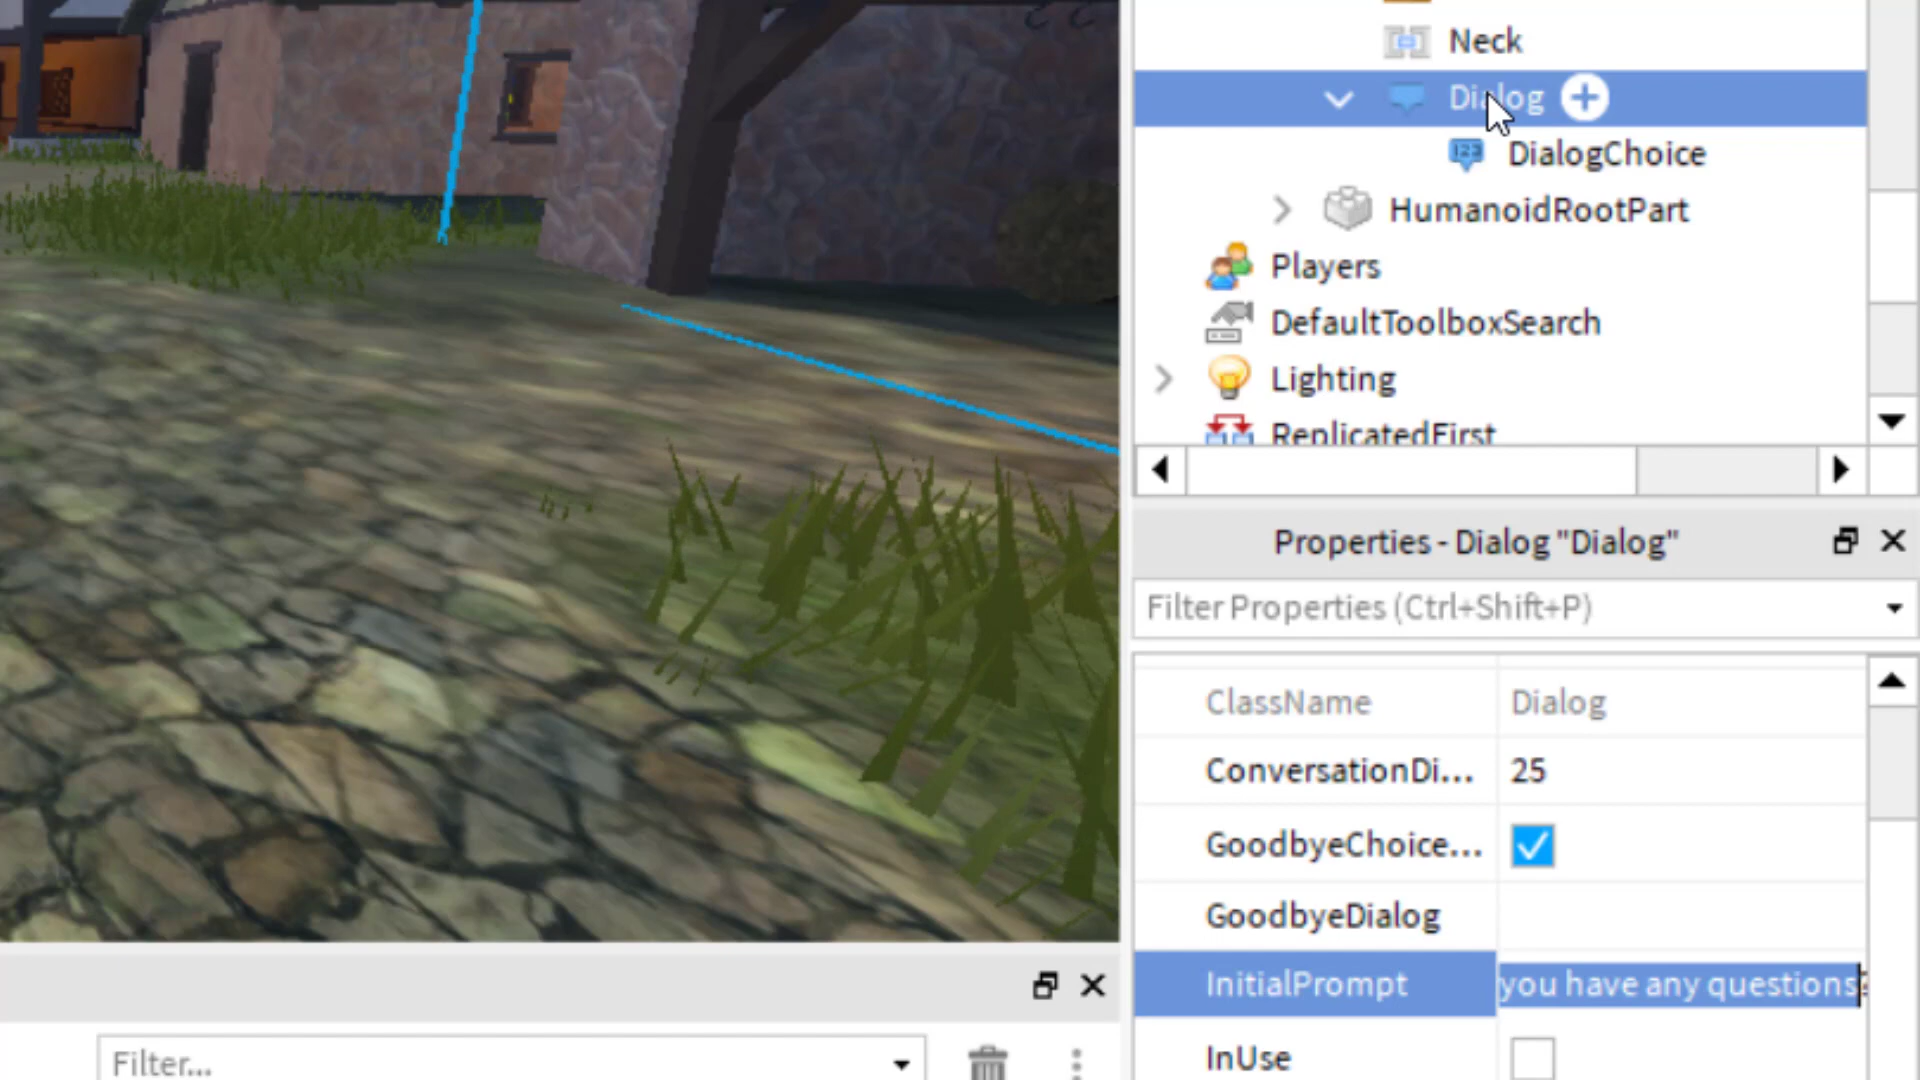 Neck
Dialog
DialogChoice
HumanoidRootPart
Players
DefaultToolboxSearch
Lighting
ReplicatedFirst
Properties - Dialog "Dialog"
Filter Properties (Ctrl+Shift+P)
ClassName Dialog
ConversationDi... 25
GoodbyeChoice...
GoodbyeDialog
InitialPrompt you have any questions?
InUse
Filter...